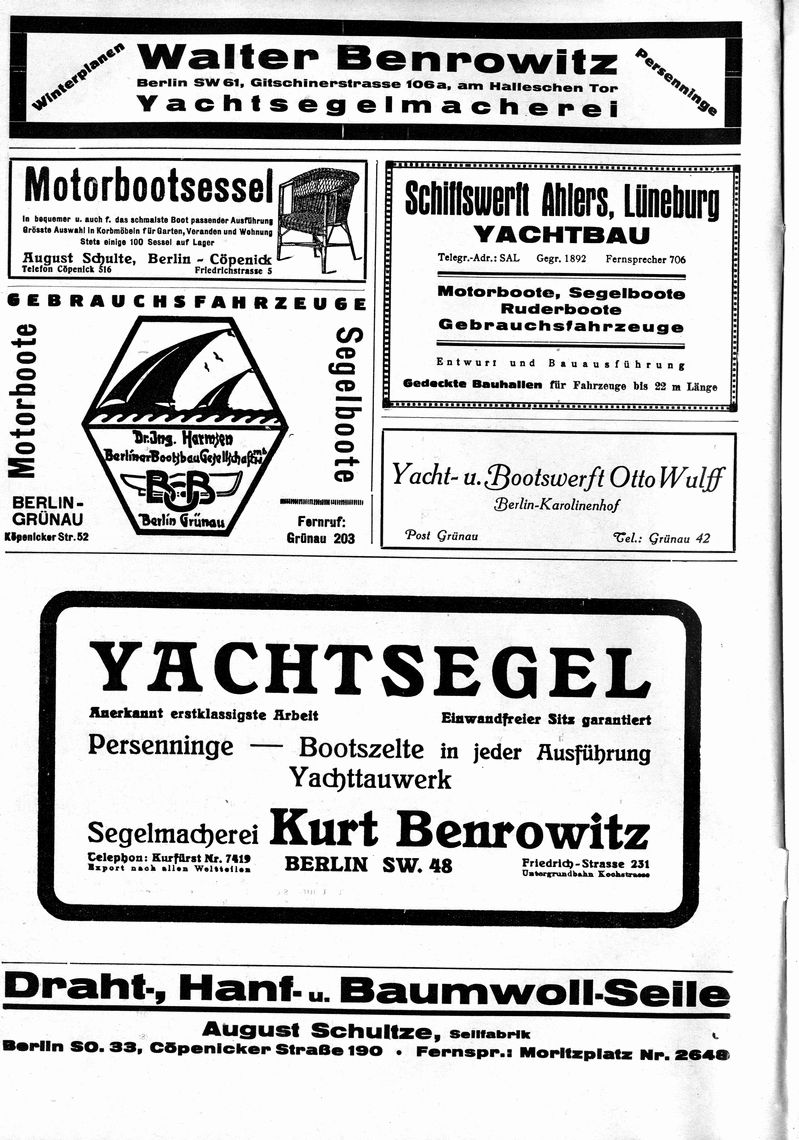 Winterplanen
Walter Benrowitz
Persenninge
Berlin SW 61, Gitschinerstrasse 106a, am Halleschen Tor
Yachtsegelmacherei
Motorbootsessel
In bequemer u. auch f. das schmalste Boot passender Ausführung
Grösste Auswahl in Korbmöbeln für Garten, Veranden und Wohnung
Stets einige 100 Sessel auf Lager
August Schulte, Berlin - Cöpenick
Telefon Cöpenick 516 Friedrichstrasse 5
Schiffswerft Ahlers, Lüneburg
YACHTBAU
Telegr.-Adr.: SAL Gegr. 1892 Fernsprecher 706
Motorboote, Segelboote
Ruderboote
Gebrauchsfahrzeuge
Entwurf und Bauausführung
Gedeckte Bauhallen für Fahrzeuge bis 22 m Länge
GEBRAUCHSFAHRZEUGE
Motorboote
Segelboote
Dr. Ing. Harmsen
Berliner Bootsbau Gesellschaft mbH
BBG
Berlin Grünau
BERLIN-
GRÜNAU
Köpenicker Str. 52
Fernruf:
Grünau 203
Yacht- u. Bootswerft Otto Wulff
Berlin-Karolinenhof
Post Grünau Tel.: Grünau 42
YACHTSEGEL
Anerkannt erstklassigste Arbeit Einwandfreier Sitz garantiert
Persenninge — Bootszelte in jeder Ausführung
Yachttauwerk
Segelmacherei Kurt Benrowitz
Telephon: Kurfürst Nr. 7419 BERLIN SW. 48 Friedrich-Strasse 231
Export nach allen Weltteilen Untergrundbahn Kochstrasse
Draht-, Hanf- u. Baumwoll-Seile
August Schultze, Seilfabrik
Berlin SO. 33, Cöpenicker Straße 190 • Fernspr.: Moritzplatz Nr. 2648